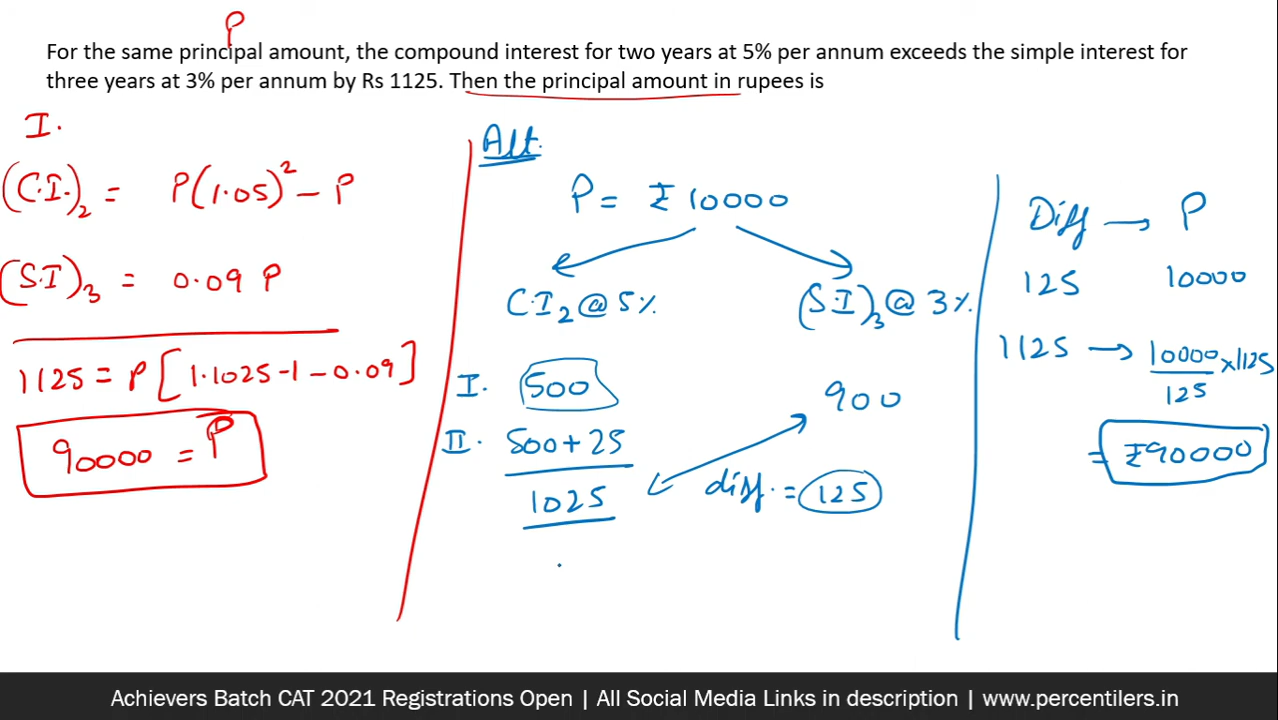 P
For the same principal amount, the compound interest for two years at 5% per annum exceeds the simple interest for
three years at 3% per annum by Rs 1125. Then the principal amount in rupees is
I.
(C.I.)₂ = P(1.05)² - P
(S.I)₃ = 0.09 P
1125 = P [1.1025-1-0.09]
90000 = P
Alt.
P = ₹ 10000
C.I₂ @ 5%
(S.I)₃ @ 3%
I. 500
900
II. 500+25
1025
diff. = 125
Diff → P
125 10000
1125 → 10000/125 x1125
= ₹90000
Achievers Batch CAT 2021 Registrations Open | All Social Media Links in description | www.percentilers.in